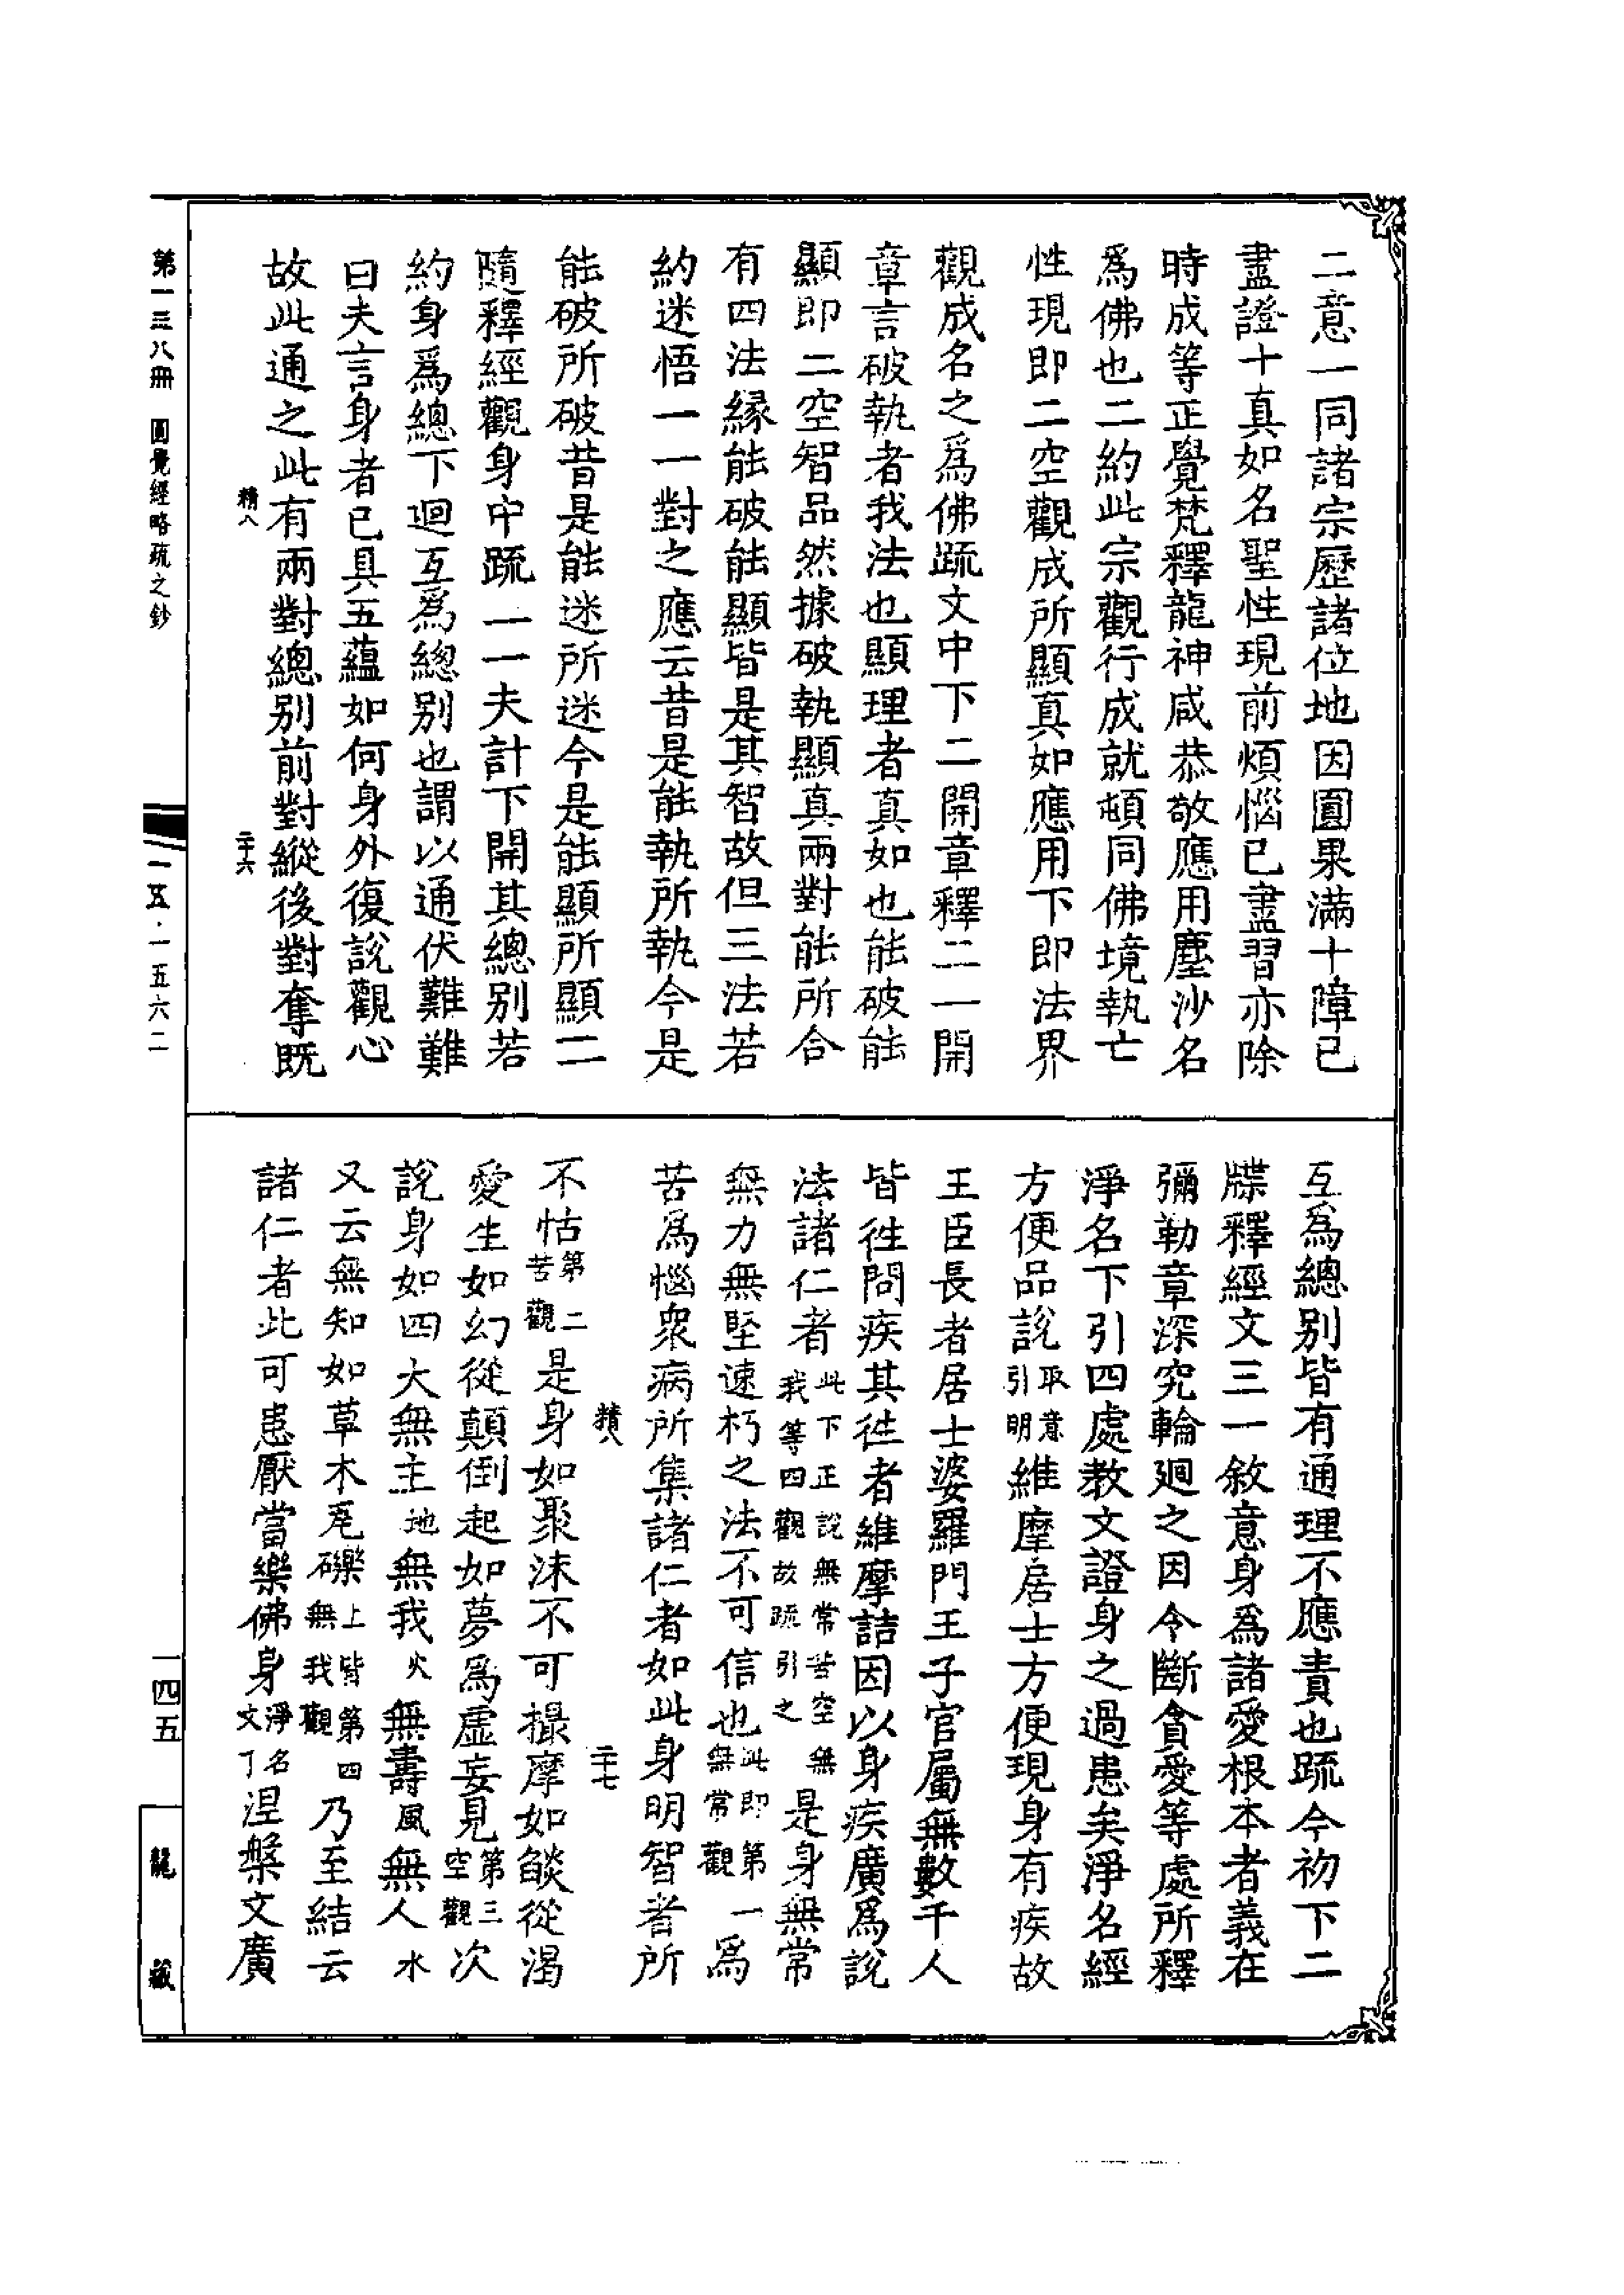 二意一同諸宗歷諸位地因圓果滿十障已
盡證十真如名聖性現前煩惱已盡習亦除
時成等正覺梵釋龍神咸恭敬應用塵沙名
為佛也二約此宗觀行成就頓同佛境執亡
性現即二空觀成所顯真如應用下即法界
觀成名之為佛疏文中下二開章釋二一開
章言破執者我法也顯理者真如也能破能
顯即二空智品然據破執顯真兩對能所合
有四法緣能破能顯皆是其智故但三法若
約迷悟一一對之應云昔是能執所執今是
能破所破昔是能迷所迷今是能顯所顯二
隨釋經觀身中疏一一夫計下開其總別若
約身為總下迴互為總別也謂以通伏難難
曰夫言身者已具五蘊如何身外復說觀心
故此通之此有兩對總別前對縱後對奪既
精八
二十六
互為總別皆有通理不應責也疏今初下二
牒釋經文三一敘意身為諸愛根本者義在
彌勒章深究輪迴之因令斷貪愛等處所釋
淨名下引四處教文證身之過患矣淨名經
方便品說取意引明維摩居士方便現身有疾故
王臣長者居士婆羅門王子官屬無數千人
皆往問疾其往者維摩詰因以身疾廣為說
法諸仁者此下正說無常苦空無我等四觀故疏引之是身無常
無力無堅速朽之法不可信也此即第一無常觀為
苦為惱眾病所集諸仁者如此身明智者所
精八
二十七
不怙第二苦觀是身如聚沫不可撮摩如燄從渴
愛生如幻從顛倒起如夢為虛妄見第三空觀次
說身如四大無主地無我火無壽風無人水
又云無知如草木瓦礫上皆第四無我觀乃至結云
諸仁者此可患厭當樂佛身淨名文了涅槃文廣
第一三八冊 圓覺經略疏之鈔
一五·一五六二
一四五
龍藏